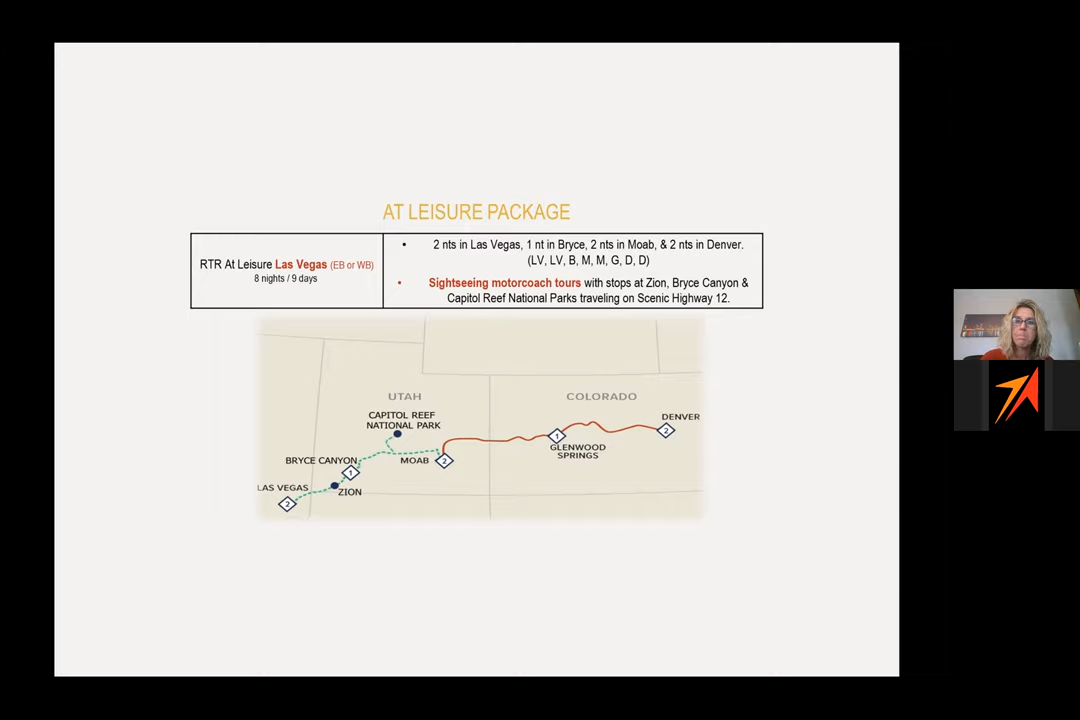 AT LEISURE PACKAGE
RTR At Leisure Las Vegas (EB or WB)
8 nights / 9 days
• 2 nts in Las Vegas, 1 nt in Bryce, 2 nts in Moab, & 2 nts in Denver.
(LV, LV, B, M, M, G, D, D)
• Sightseeing motorcoach tours with stops at Zion, Bryce Canyon &
Capitol Reef National Parks traveling on Scenic Highway 12.
UTAH
COLORADO
CAPITOL REEF
NATIONAL PARK
DENVER
2
1
GLENWOOD
SPRINGS
BRYCE CANYON
1
MOAB
2
LAS VEGAS
2
ZION